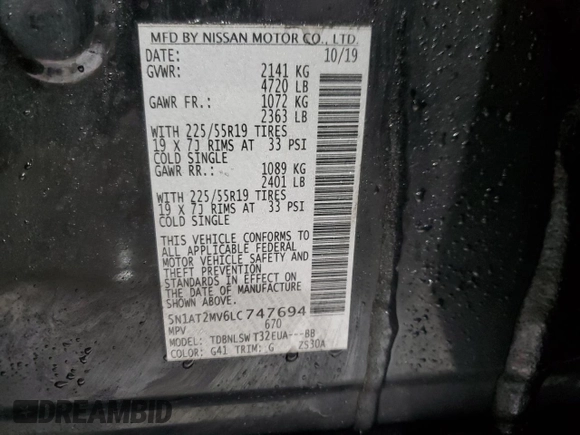 MFD BY NISSAN MOTOR CO., LTD.
DATE: 10/19
GVWR: 2141 KG
4720 LB
GAWR FR.: 1072 KG
2363 LB
WITH 225/55R19 TIRES
19 X 7J RIMS AT 33 PSI
COLD SINGLE
GAWR RR.: 1089 KG
2401 LB
WITH 225/55R19 TIRES
19 X 7J RIMS AT 33 PSI
COLD SINGLE
THIS VEHICLE CONFORMS TO
ALL APPLICABLE FEDERAL
MOTOR VEHICLE SAFETY AND
THEFT PREVENTION
STANDARDS IN EFFECT ON
THE DATE OF MANUFACTURE
SHOWN ABOVE.
5N1AT2MV6LC747694
MPV 670
MODEL: TDBNLSW T32EUA---BB
COLOR: G41 TRIM: G ZS30A
DREAMBID